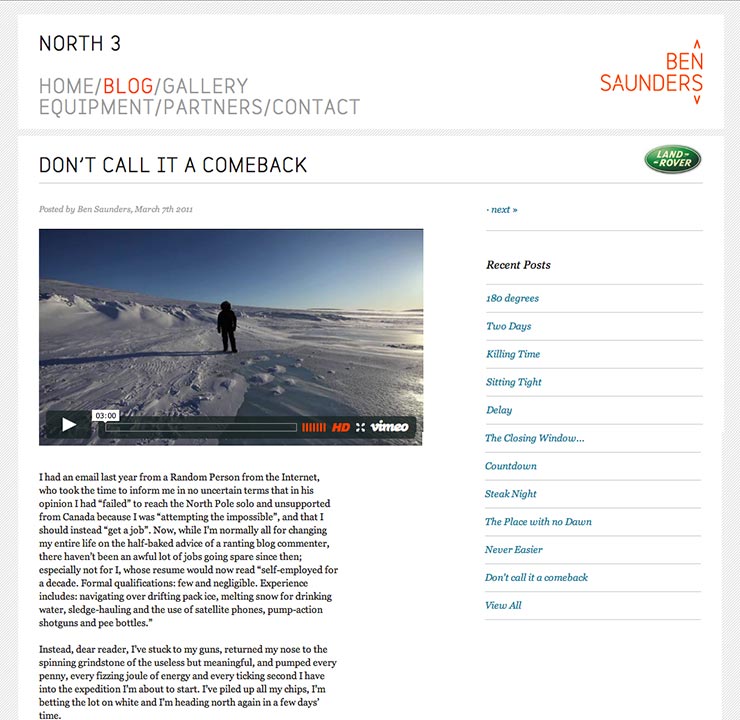 NORTH 3
HOME/BLOG/GALLERY
EQUIPMENT/PARTNERS/CONTACT
BEN
SAUNDERS
DON'T CALL IT A COMEBACK
LAND-
-ROVER
Posted by Ben Saunders, March 7th 2011
03:00
HD
vimeo
I had an email last year from a Random Person from the Internet,
who took the time to inform me in no uncertain terms that in his
opinion I had “failed” to reach the North Pole solo and unsupported
from Canada because I was “attempting the impossible”, and that I
should instead “get a job”. Now, while I'm normally all for changing
my entire life on the half-baked advice of a ranting blog commenter,
there haven't been an awful lot of jobs going spare since then;
especially not for I, whose resume would now read “self-employed for
a decade. Formal qualifications: few and negligible. Experience
includes: navigating over drifting pack ice, melting snow for drinking
water, sledge-hauling and the use of satellite phones, pump-action
shotguns and pee bottles.”
Instead, dear reader, I've stuck to my guns, returned my nose to the
spinning grindstone of the useless but meaningful, and pumped every
penny, every fizzing joule of energy and every ticking second I have
into the expedition I'm about to start. I've piled up all my chips, I'm
betting the lot on white and I'm heading north again in a few days'
time.
· next »
Recent Posts
180 degrees
Two Days
Killing Time
Sitting Tight
Delay
The Closing Window...
Countdown
Steak Night
The Place with no Dawn
Never Easier
Don't call it a comeback
View All